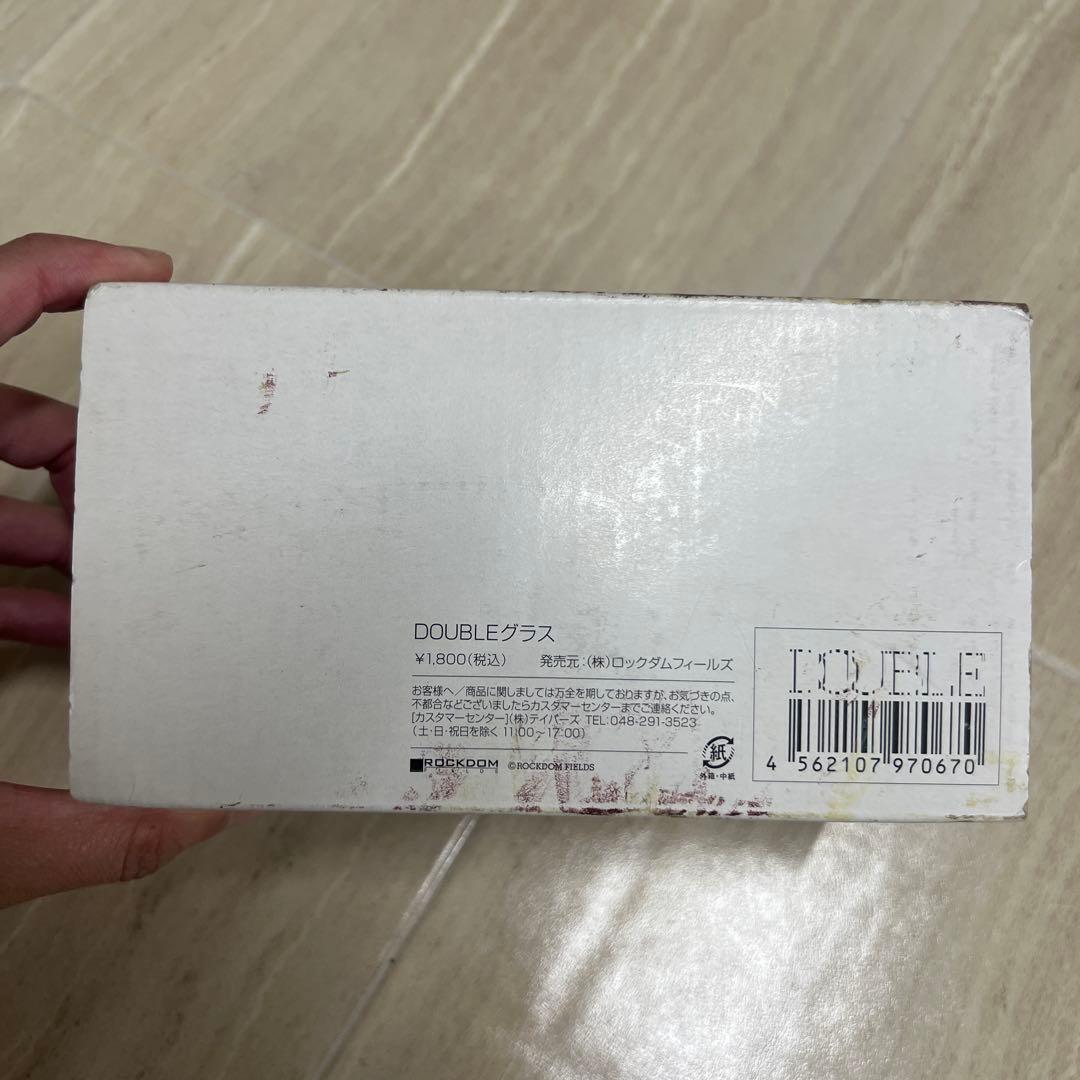 DOUBLEグラス
¥1,800(税込) 発売元:(株)ロックダムフィールズ
お客様へ/商品に関しましては万全を期しておりますが、お気づきの点、
不都合などございましたらカスタマーセンターまでご連絡ください。
[カスタマーセンター](株)テイパーズ TEL:048-291-3523
(土・日・祝日を除く 11:00~17:00)
ROCKDOM
FIELDS
©ROCKDOM FIELDS
紙
外箱・中紙
DOUBLE
4 562107 970670